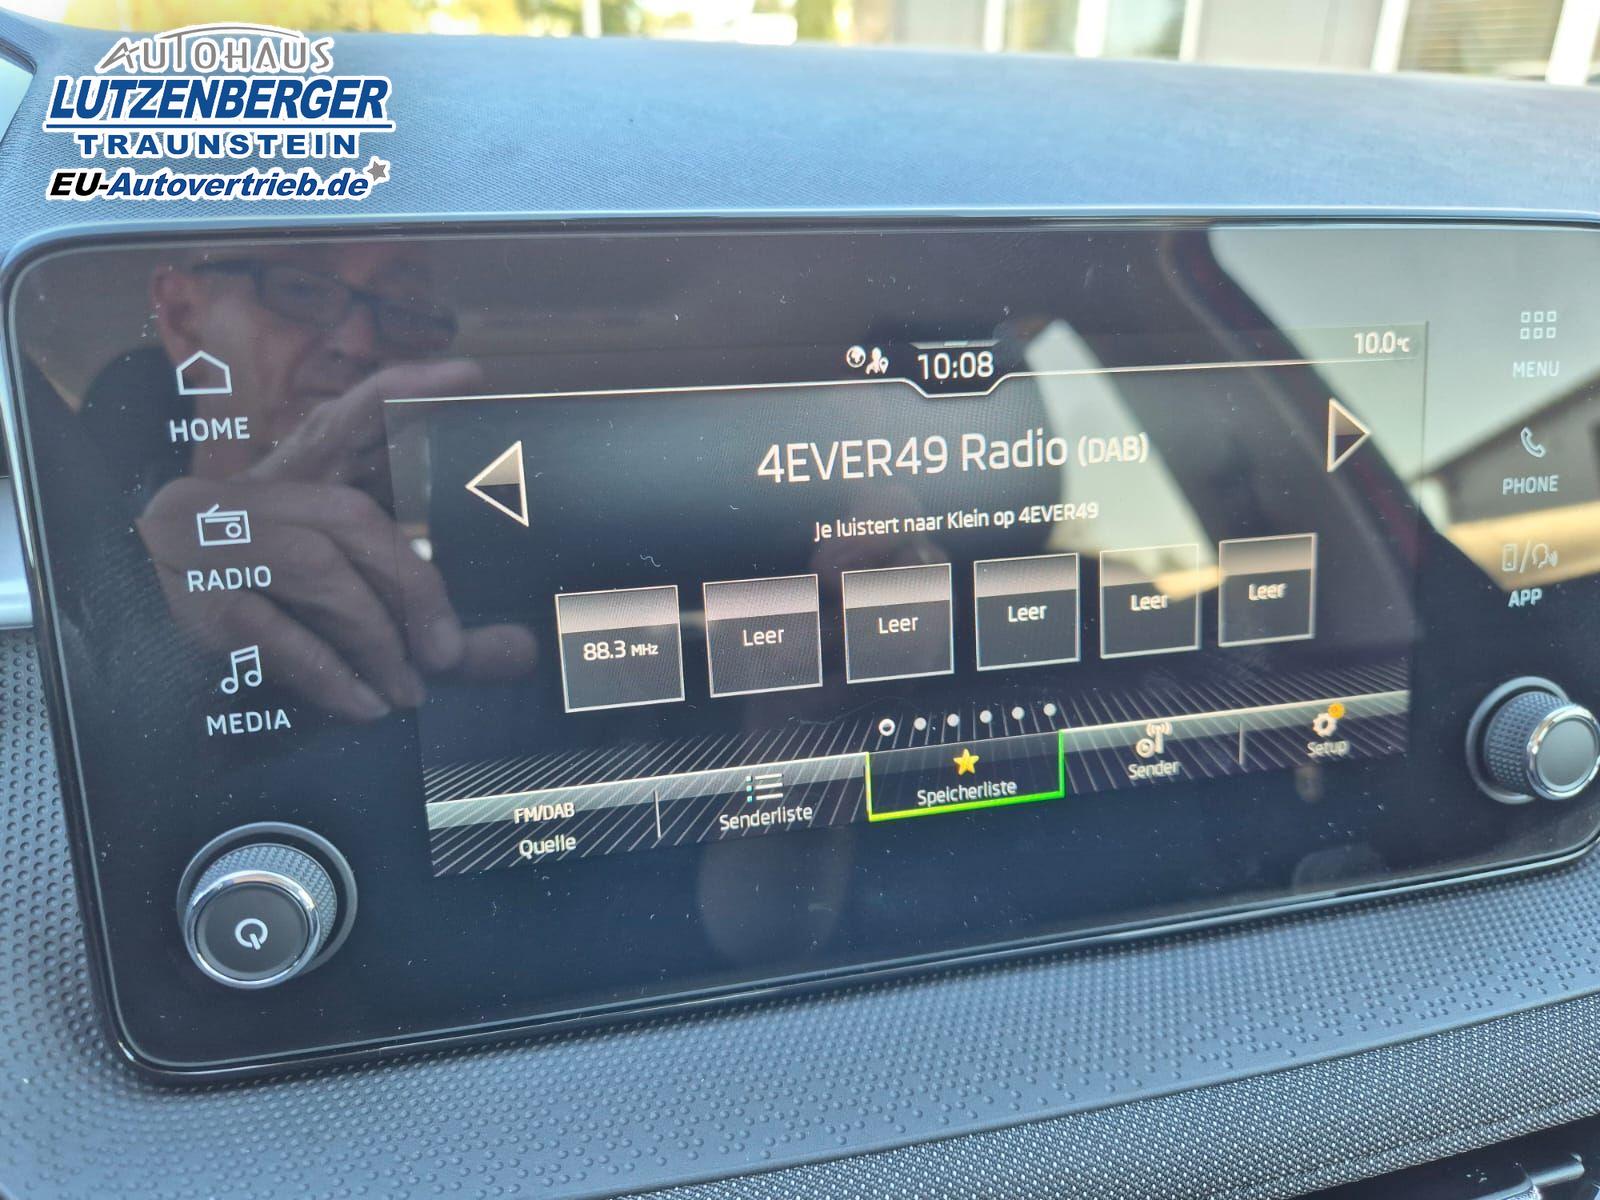 AUTOHAUS
LUTZENBERGER
TRAUNSTEIN
EU-Autovertrieb.de
10:08
10.0°C
HOME
RADIO
MEDIA
4EVER49 Radio (DAB)
Je luistert naar Klein op 4EVER49
88.3 MHz
Leer
Leer
Leer
Leer
Leer
FM/DAB
Quelle
Senderliste
Speicherliste
Sender
Setup
MENU
PHONE
APP